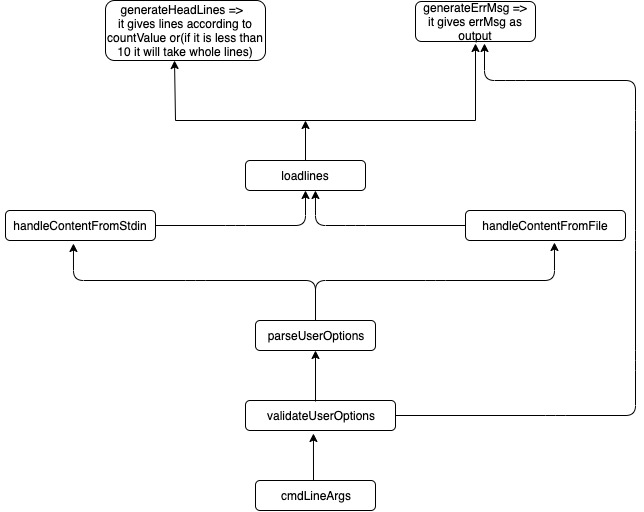 generateHeadLines =>
it gives lines according to
countValue or(if it is less than
10 it will take whole lines)
generateErrMsg =>
it gives errMsg as
output
loadlines
handleContentFromStdin
handleContentFromFile
parseUserOptions
validateUserOptions
cmdLineArgs